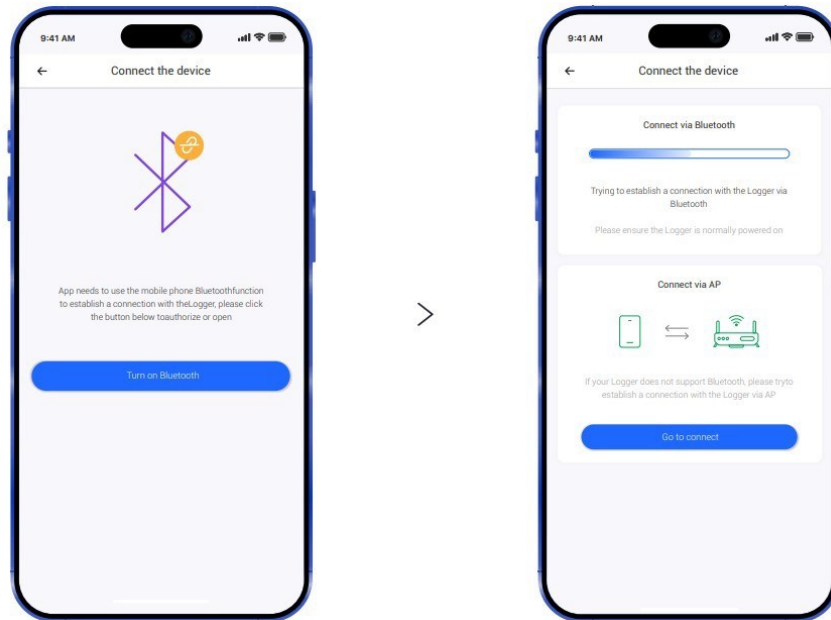 9:41 AM
Connect the device
App needs to use the mobile phone Bluetoothfunction
to establish a connection with theLogger, please click
the button below toauthorize or open
Turn on Bluetooth
>
9:41 AM
Connect the device
Connect via Bluetooth
Trying to establish a connection with the Logger via
Bluetooth
Please ensure the Logger is normally powered on
Connect via AP
If your Logger does not support Bluetooth, please tryto
establish a connection with the Logger via AP
Go to connect